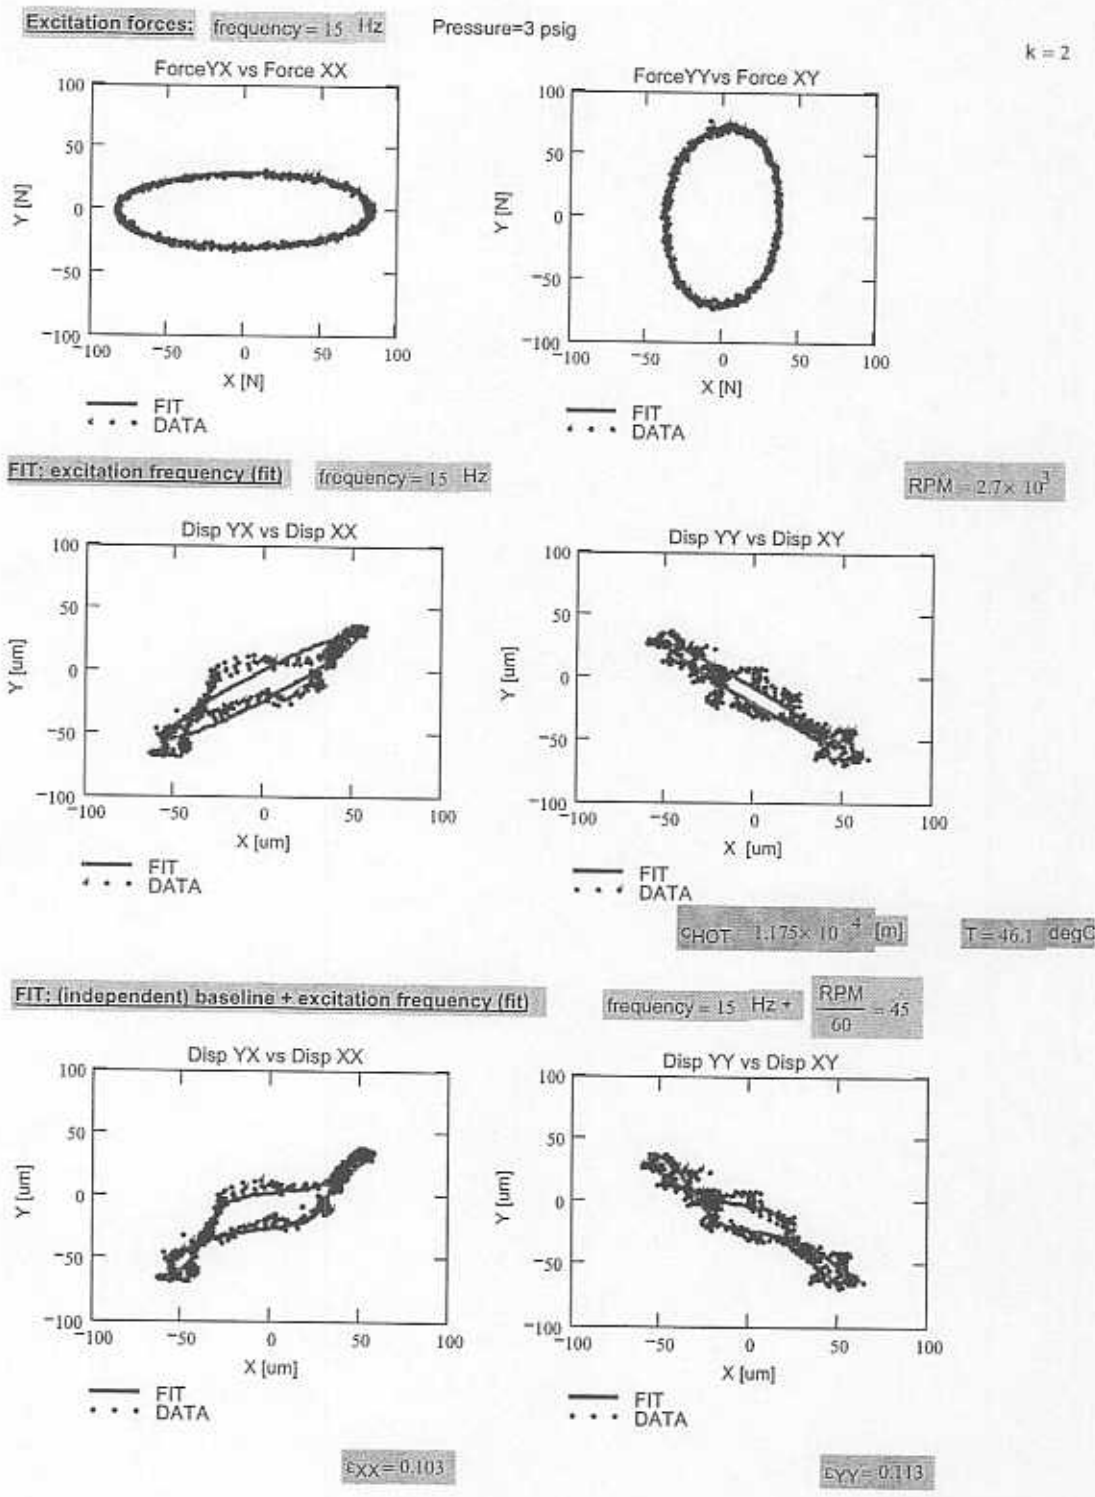 Excitation forces: frequency = 15 Hz Pressure=3 psig
k = 2
ForceYX vs Force XX
100
50
0
−50
−100
Y [N]
−100 −50 0 50 100
X [N]
FIT
DATA
ForceYYvs Force XY
100
50
0
−50
−100
Y [N]
−100 −50 0 50 100
X [N]
FIT
DATA
FIT: excitation frequency (fit) frequency = 15 Hz
RPM = 2.7× 10³
Disp YX vs Disp XX
100
50
0
−50
−100
Y [um]
−100 −50 0 50 100
X [um]
FIT
DATA
Disp YY vs Disp XY
100
50
0
−50
−100
Y [um]
−100 −50 0 50 100
X [um]
FIT
DATA
cHOT = 1.175× 10⁻⁴ [m] T = 46.1 degC
FIT: (independent) baseline + excitation frequency (fit) frequency = 15 Hz + RPM/60 = 45
Disp YX vs Disp XX
100
50
0
−50
−100
Y [um]
−100 −50 0 50 100
X [um]
FIT
DATA
Disp YY vs Disp XY
100
50
0
−50
−100
Y [um]
−100 −50 0 50 100
X [um]
FIT
DATA
εXX = 0.103
εYY = 0.113